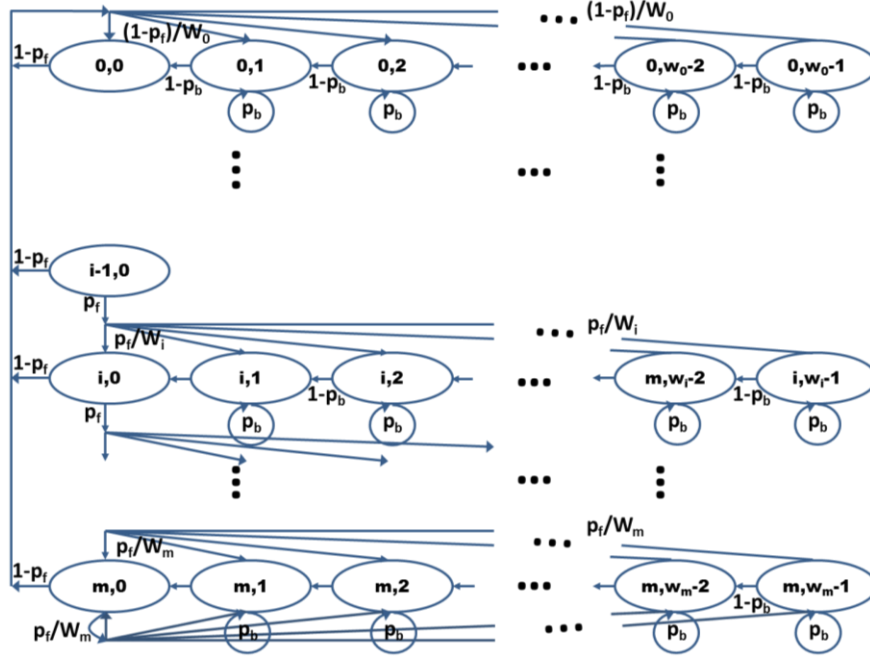 (1-pf)/W0
(1-pf)/W0
1-pf 0,0 0,1 0,2 0,w0-2 0,w0-1
1-pb 1-pb 1-pb 1-pb
pb pb pb pb
1-pf i-1,0
pf
pf/Wi
pf/Wi
1-pf i,0 i,1 i,2 m,wi-2 i,wi-1
1-pb 1-pb
pf pb pb pb pb
pf/Wm
pf/Wm
1-pf m,0 m,1 m,2 m,wm-2 m,wm-1
1-pb
pf/Wm pb pb pb pb